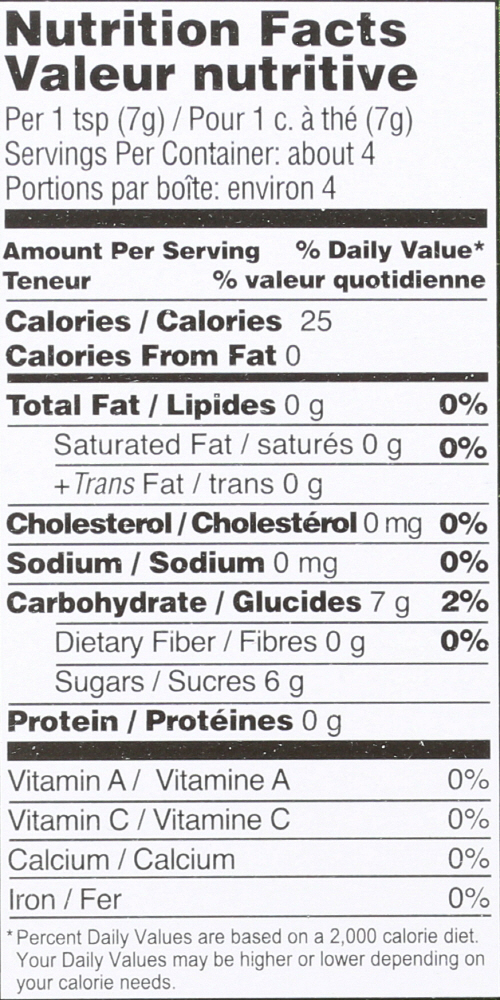 Nutrition Facts
Valeur nutritive
Per 1 tsp (7g) / Pour 1 c. à thé (7g)
Servings Per Container: about 4
Portions par boîte: environ 4
Amount Per Serving % Daily Value*
Teneur % valeur quotidienne
Calories / Calories 25
Calories From Fat 0
Total Fat / Lipides 0 g 0%
Saturated Fat / saturés 0 g 0%
+ Trans Fat / trans 0 g
Cholesterol / Cholestérol 0 mg 0%
Sodium / Sodium 0 mg 0%
Carbohydrate / Glucides 7 g 2%
Dietary Fiber / Fibres 0 g 0%
Sugars / Sucres 6 g
Protein / Protéines 0 g
Vitamin A / Vitamine A 0%
Vitamin C / Vitamine C 0%
Calcium / Calcium 0%
Iron / Fer 0%
* Percent Daily Values are based on a 2,000 calorie diet.
Your Daily Values may be higher or lower depending on
your calorie needs.